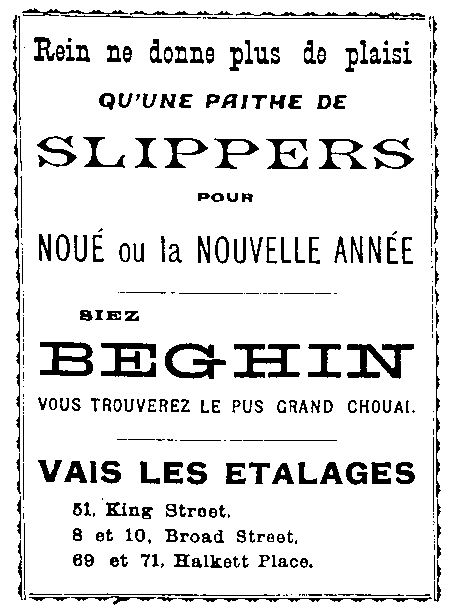 Rein ne donne plus de plaisi
QU'UNE PAITHE DE
SLIPPERS
POUR
NOUÉ ou la NOUVELLE ANNÉE
SIEZ
BEGHIN
VOUS TROUVEREZ LE PUS GRAND CHOUAI.
VAIS LES ETALAGES
51, King Street,
8 et 10, Broad Street,
69 et 71, Halkett Place.